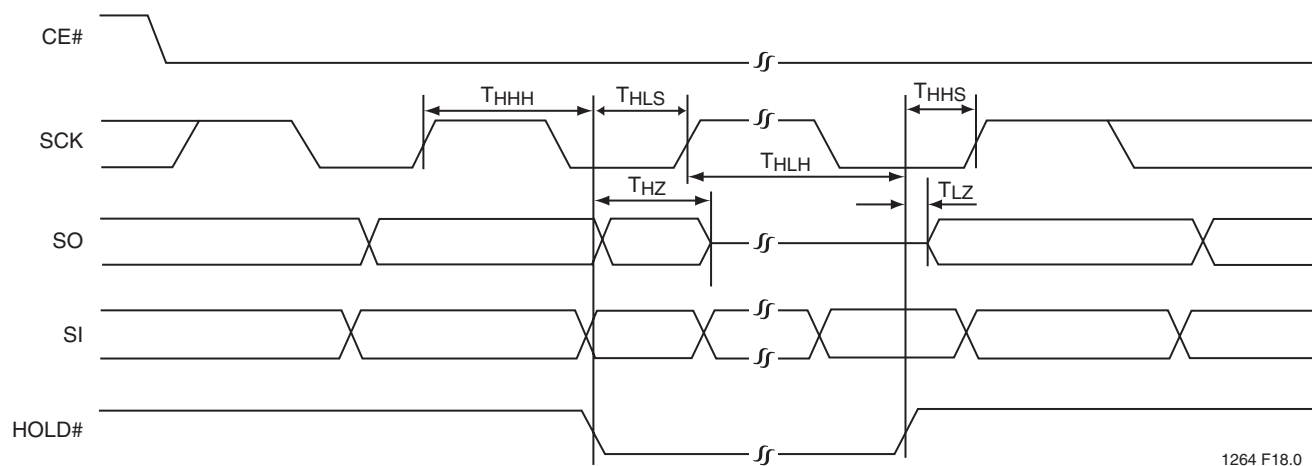 CE#
THHH
THLS
THHS
SCK
THLH
THZ
TLZ
SO
SI
HOLD#
1264 F18.0